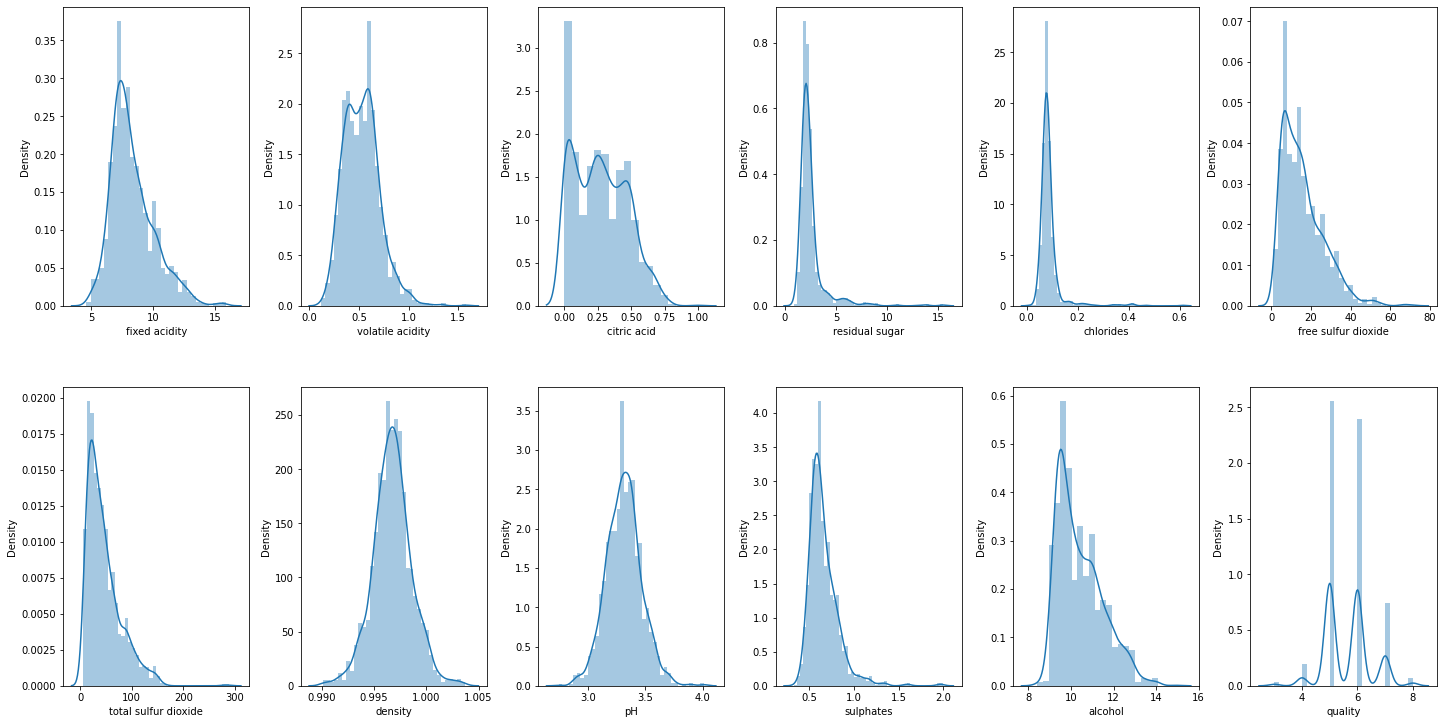 0.35
0.30
0.25
0.20
0.15
0.10
0.05
0.00
Density
5 10 15
fixed acidity
2.5
2.0
1.5
1.0
0.5
0.0
Density
0.0 0.5 1.0 1.5
volatile acidity
3.0
2.5
2.0
1.5
1.0
0.5
0.0
Density
0.00 0.25 0.50 0.75 1.00
citric acid
0.8
0.6
0.4
0.2
0.0
Density
0 5 10 15
residual sugar
25
20
15
10
5
0
Density
0.0 0.2 0.4 0.6
chlorides
0.07
0.06
0.05
0.04
0.03
0.02
0.01
0.00
Density
0 20 40 60 80
free sulfur dioxide
0.0200
0.0175
0.0150
0.0125
0.0100
0.0075
0.0050
0.0025
0.0000
Density
0 100 200 300
total sulfur dioxide
250
200
150
100
50
0
Density
0.990 0.995 1.000 1.005
density
3.5
3.0
2.5
2.0
1.5
1.0
0.5
0.0
Density
3.0 3.5 4.0
pH
4.0
3.5
3.0
2.5
2.0
1.5
1.0
0.5
0.0
Density
0.5 1.0 1.5 2.0
sulphates
0.6
0.5
0.4
0.3
0.2
0.1
0.0
Density
8 10 12 14 16
alcohol
2.5
2.0
1.5
1.0
0.5
0.0
Density
4 6 8
quality